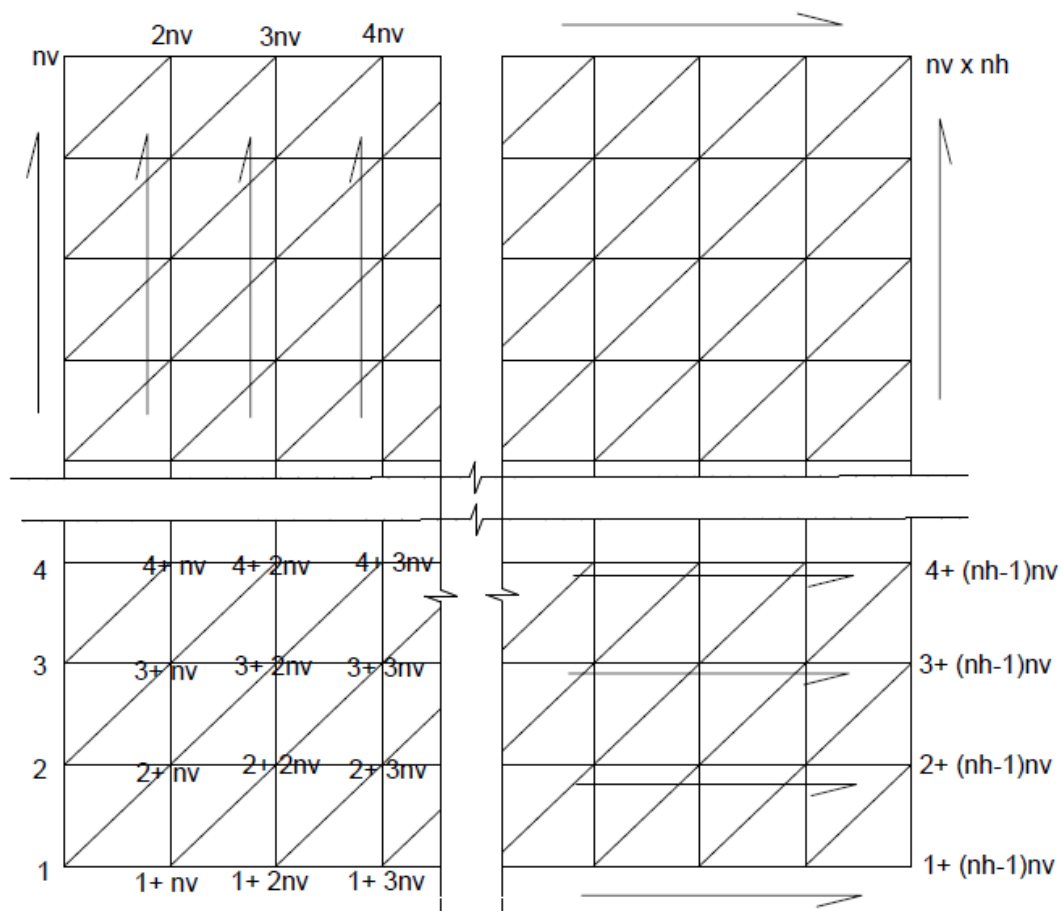 2nv 3nv 4nv
nv nv x nh
4 4+ nv 4+ 2nv 4+ 3nv 4+ (nh-1)nv
3 3+ nv 3+ 2nv 3+ 3nv 3+ (nh-1)nv
2 2+ nv 2+ 2nv 2+ 3nv 2+ (nh-1)nv
1 1+ nv 1+ 2nv 1+ 3nv 1+ (nh-1)nv